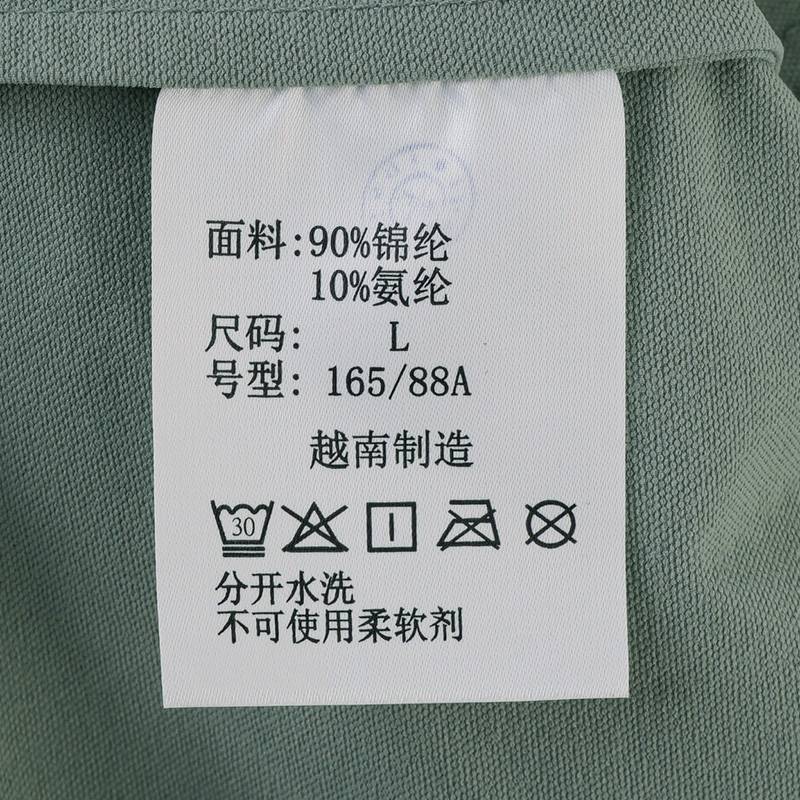 面料:90%锦纶
10%氨纶
尺码: L
号型: 165/88A
越南制造
30
分开水洗
不可使用柔软剂